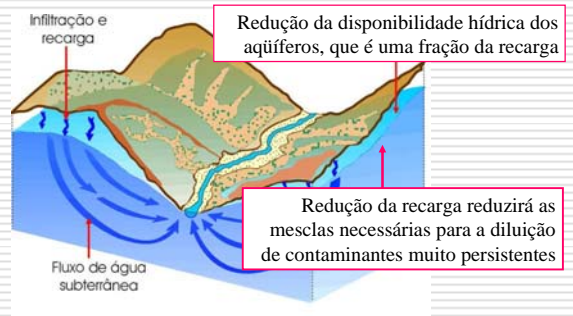 Infiltração e
recarga
Redução da disponibilidade hídrica dos
aqüíferos, que é uma fração da recarga
Redução da recarga reduzirá as
mesclas necessárias para a diluição
de contaminantes muito persistentes
Fluxo de água
subterrânea